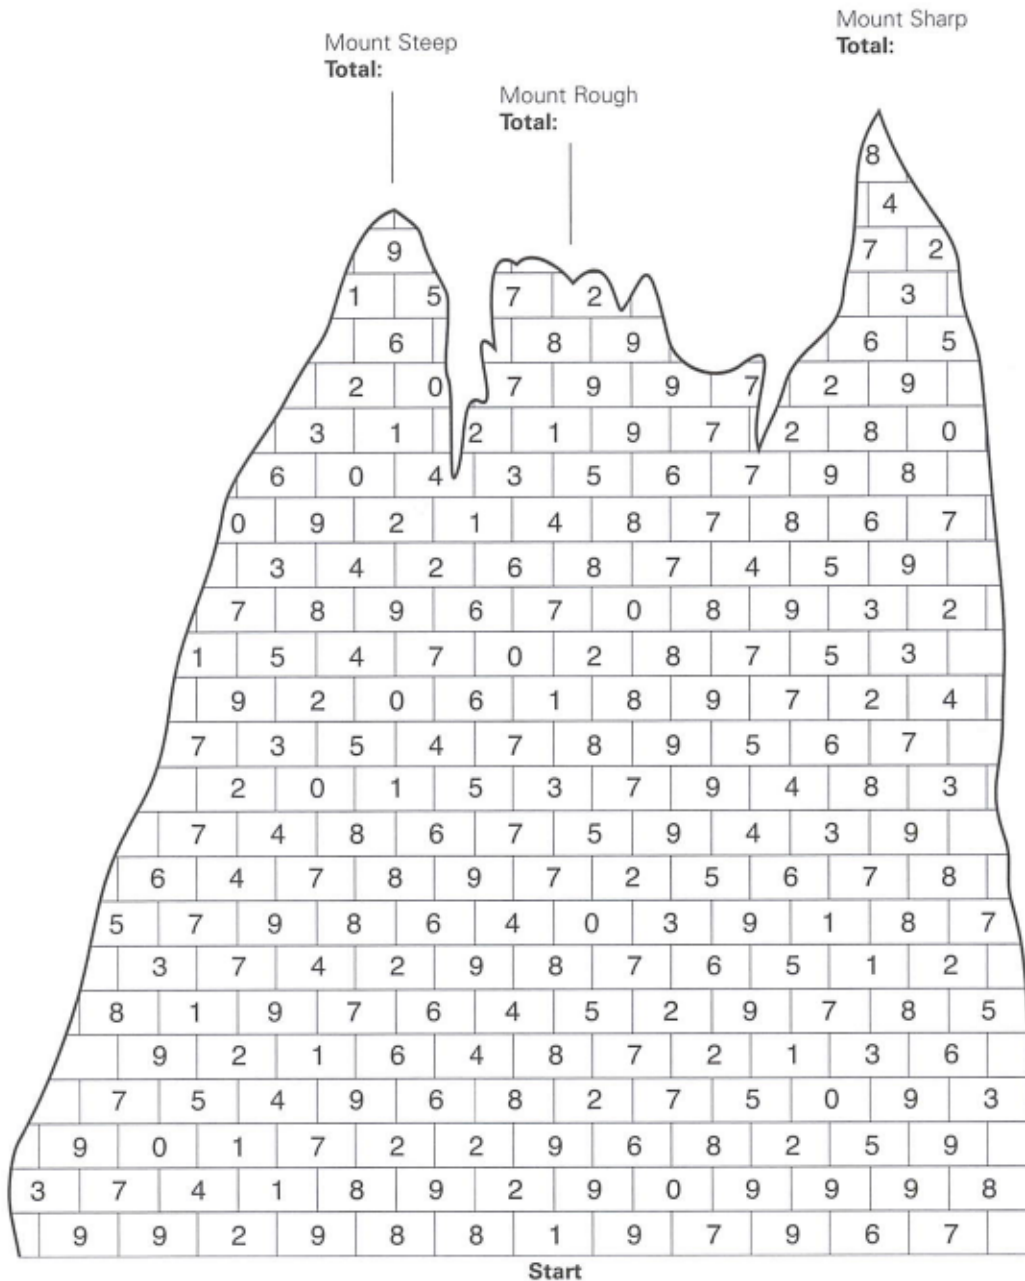 Mount Sharp
Total:
Mount Steep
Total:
Mount Rough
Total:
8
4
9 7 2
1 5 7 2 3
6 8 9 6 5
2 0 7 9 9 7 2 9
3 1 2 1 9 7 2 8 0
6 0 4 3 5 6 7 9 8
0 9 2 1 4 8 7 8 6 7
3 4 2 6 8 7 4 5 9
7 8 9 6 7 0 8 9 3 2
1 5 4 7 0 2 8 7 5 3
9 2 0 6 1 8 9 7 2 4
7 3 5 4 7 8 9 5 6 7
2 0 1 5 3 7 9 4 8 3
7 4 8 6 7 5 9 4 3 9
6 4 7 8 9 7 2 5 6 7 8
5 7 9 8 6 4 0 3 9 1 8 7
3 7 4 2 9 8 7 6 5 1 2
8 1 9 7 6 4 5 2 9 7 8 5
9 2 1 6 4 8 7 2 1 3 6
7 5 4 9 6 8 2 7 5 0 9 3
9 0 1 7 2 2 9 6 8 2 5 9
3 7 4 1 8 9 2 9 0 9 9 9 8
9 9 2 9 8 8 1 9 7 9 6 7
Start